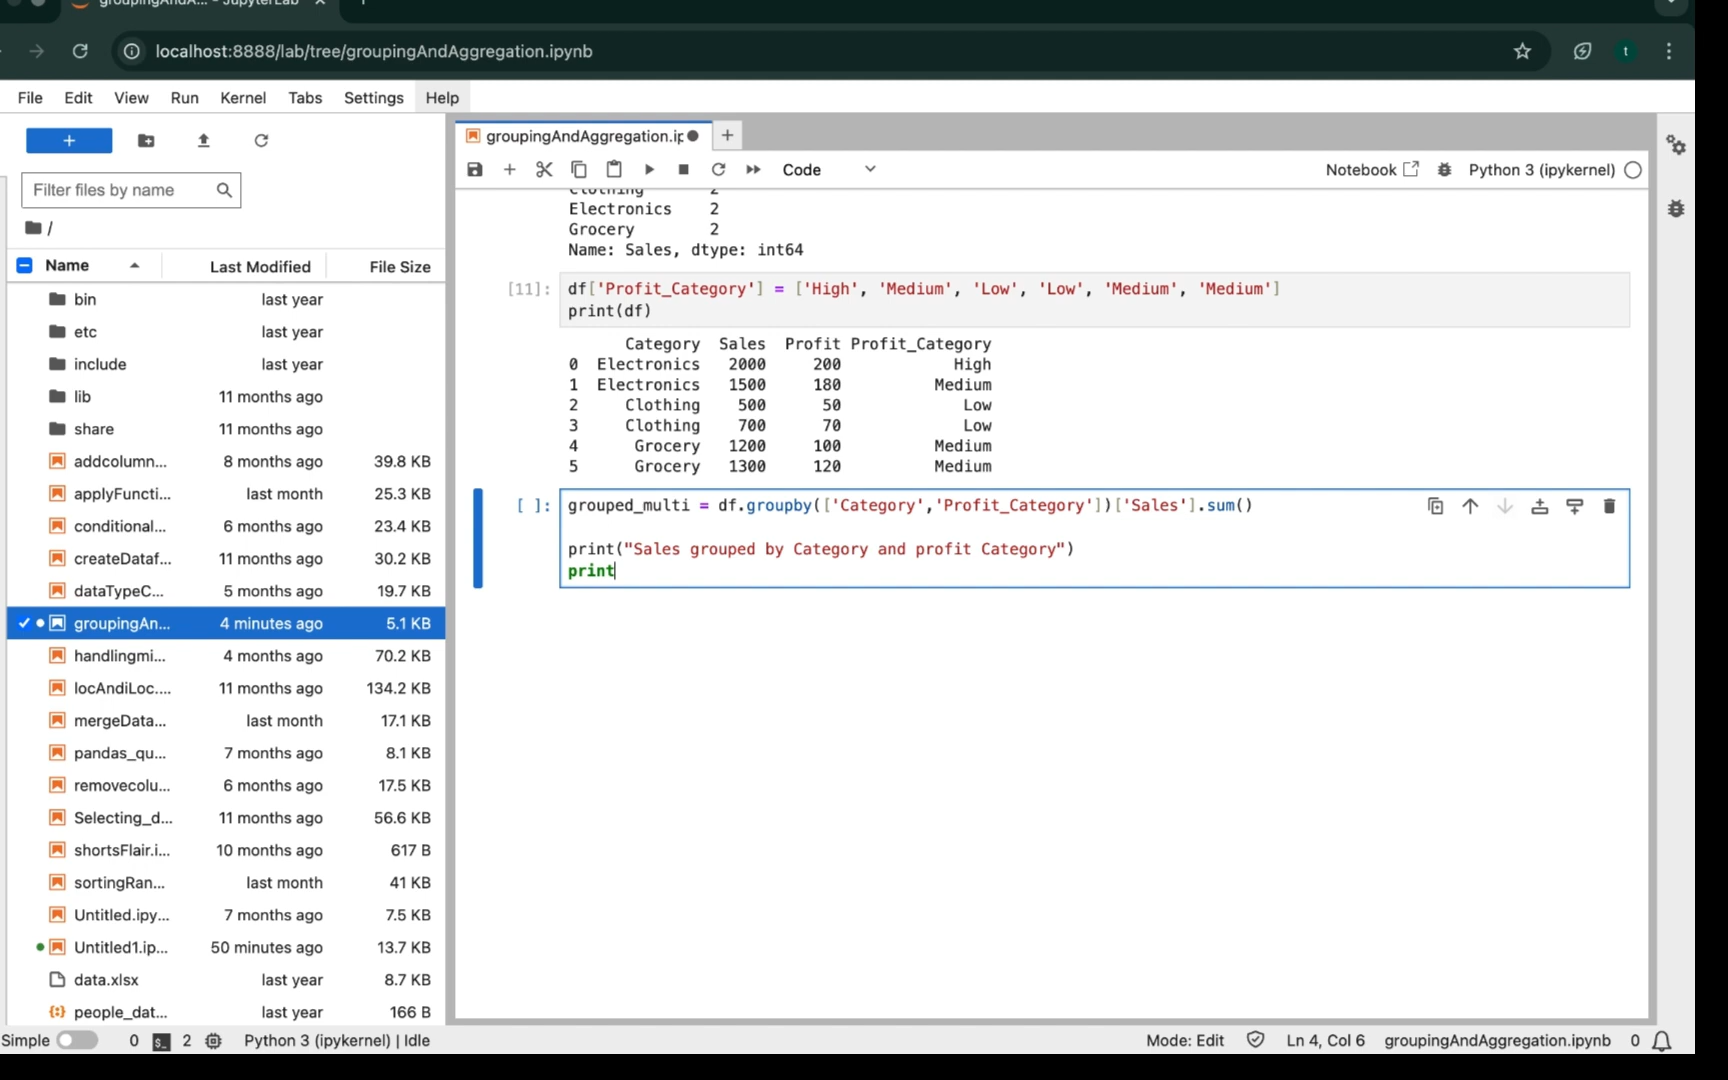 groupingAndA... - JupyterLab
localhost:8888/lab/tree/groupingAndAggregation.ipynb
t
File Edit View Run Kernel Tabs Settings Help
groupingAndAggregation.ip
Filter files by name
Code
Notebook
Python 3 (ipykernel)
/
Name Last Modified File Size
bin last year
etc last year
include last year
lib 11 months ago
share 11 months ago
addcolumn... 8 months ago 39.8 KB
applyFuncti... last month 25.3 KB
conditional... 6 months ago 23.4 KB
createDataf... 11 months ago 30.2 KB
dataTypeC... 5 months ago 19.7 KB
groupingAn... 4 minutes ago 5.1 KB
handlingmi... 4 months ago 70.2 KB
locAndiLoc.... 11 months ago 134.2 KB
mergeData... last month 17.1 KB
pandas_qu... 7 months ago 8.1 KB
removecolu... 6 months ago 17.5 KB
Selecting_d... 11 months ago 56.6 KB
shortsFlair.i... 10 months ago 617 B
sortingRan... last month 41 KB
Untitled.ipy... 7 months ago 7.5 KB
Untitled1.ip... 50 minutes ago 13.7 KB
data.xlsx last year 8.7 KB
people_dat... last year 166 B
Clothing 2
Electronics 2
Grocery 2
Name: Sales, dtype: int64
[11]: df['Profit_Category'] = ['High', 'Medium', 'Low', 'Low', 'Medium', 'Medium']
print(df)
Category Sales Profit Profit_Category
0 Electronics 2000 200 High
1 Electronics 1500 180 Medium
2 Clothing 500 50 Low
3 Clothing 700 70 Low
4 Grocery 1200 100 Medium
5 Grocery 1300 120 Medium
[ ]: grouped_multi = df.groupby(['Category','Profit_Category'])['Sales'].sum()
print("Sales grouped by Category and profit Category")
print
Simple 0 $_ 2 Python 3 (ipykernel) | Idle
Mode: Edit Ln 4, Col 6 groupingAndAggregation.ipynb 0